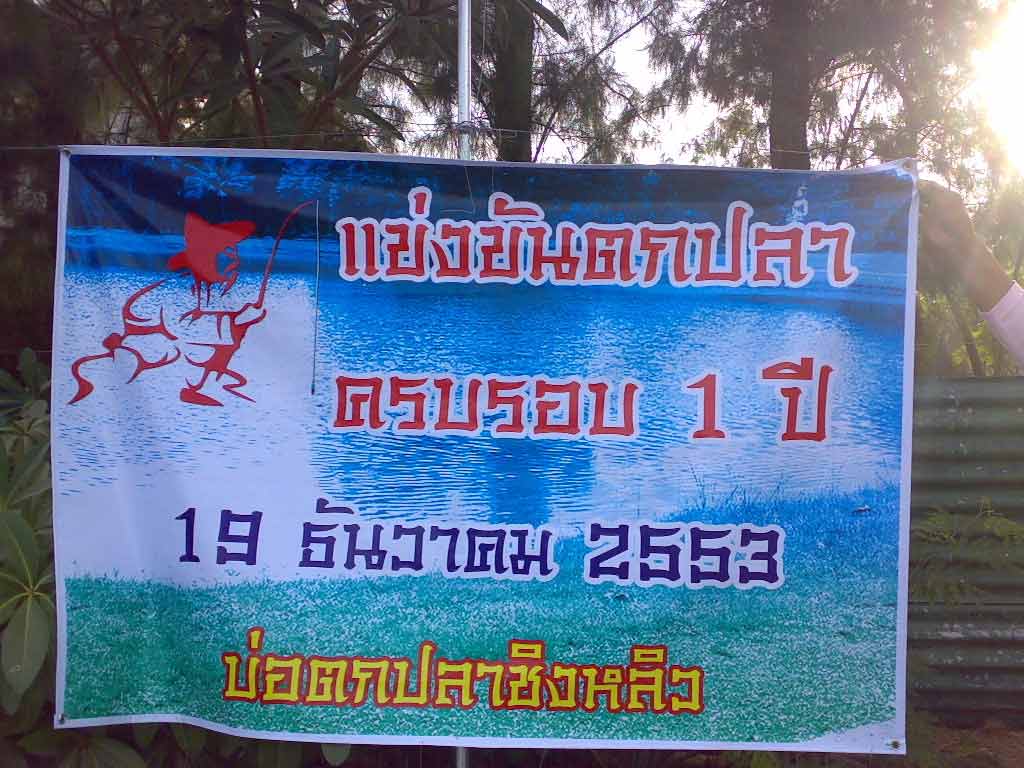 แข่งขันตกปลา
ครบรอบ 1 ปี
19 ธันวาคม 2553
บ่อตกปลาชิงหลิว